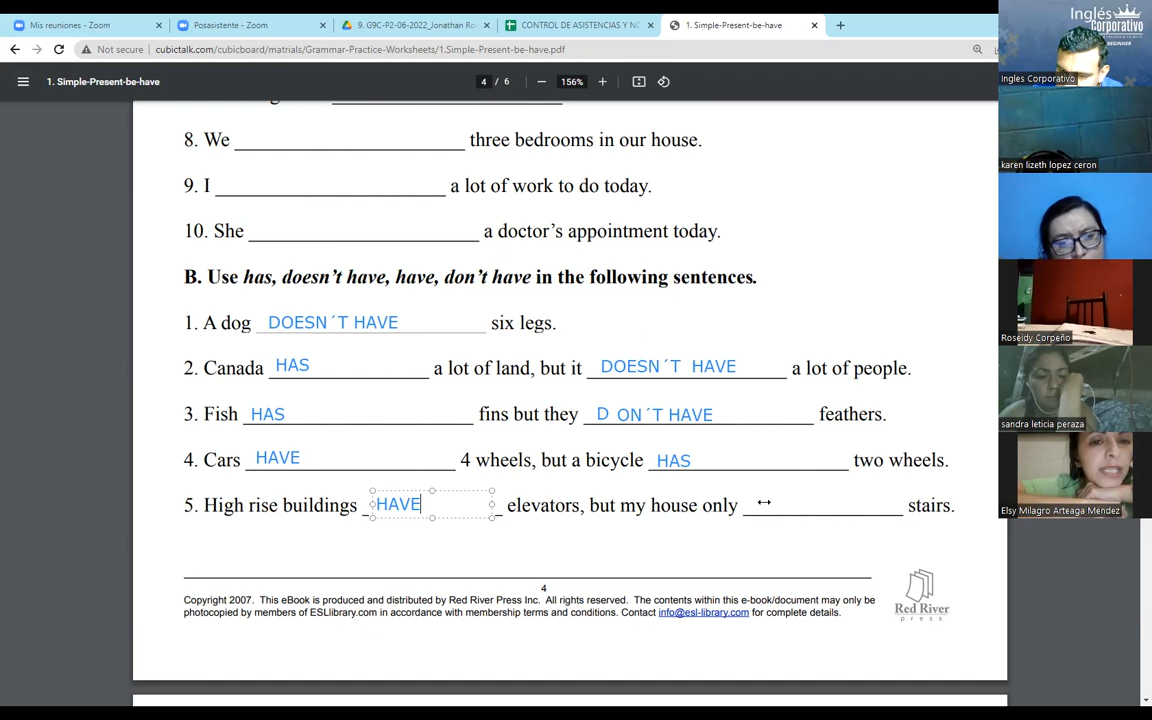 Mis reuniones - Zoom
Posasistente - Zoom
9. G9C-P2-06-2022_Jonathan Ro
CONTROL DE ASISTENCIAS Y NO
1. Simple-Present-be-have
Not secure
cubictalk.com/cubicboard/matrials/Grammar-Practice-Worksheets/1.Simple-Present-be-have.pdf
1. Simple-Present-be-have
4 / 6
156%
8. We ______ three bedrooms in our house.
9. I ______ a lot of work to do today.
10. She ______ a doctor's appointment today.
B. Use has, doesn't have, have, don't have in the following sentences.
1. A dog DOESN´T HAVE six legs.
2. Canada HAS a lot of land, but it DOESN´T HAVE a lot of people.
3. Fish HAS fins but they D ON´T HAVE feathers.
4. Cars HAVE 4 wheels, but a bicycle HAS two wheels.
5. High rise buildings HAVE elevators, but my house only ______ stairs.
4
Copyright 2007. This eBook is produced and distributed by Red River Press Inc. All rights reserved. The contents within this e-book/document may only be
photocopied by members of ESLlibrary.com in accordance with membership terms and conditions. Contact info@esl-library.com for complete details.
Red River
press
Inglés
Corporativo
BEGINNER
Ingles Corporativo
karen lizeth lopez ceron
Roseidy Corpeño
sandra leticia peraza
Elsy Milagro Arteaga Méndez